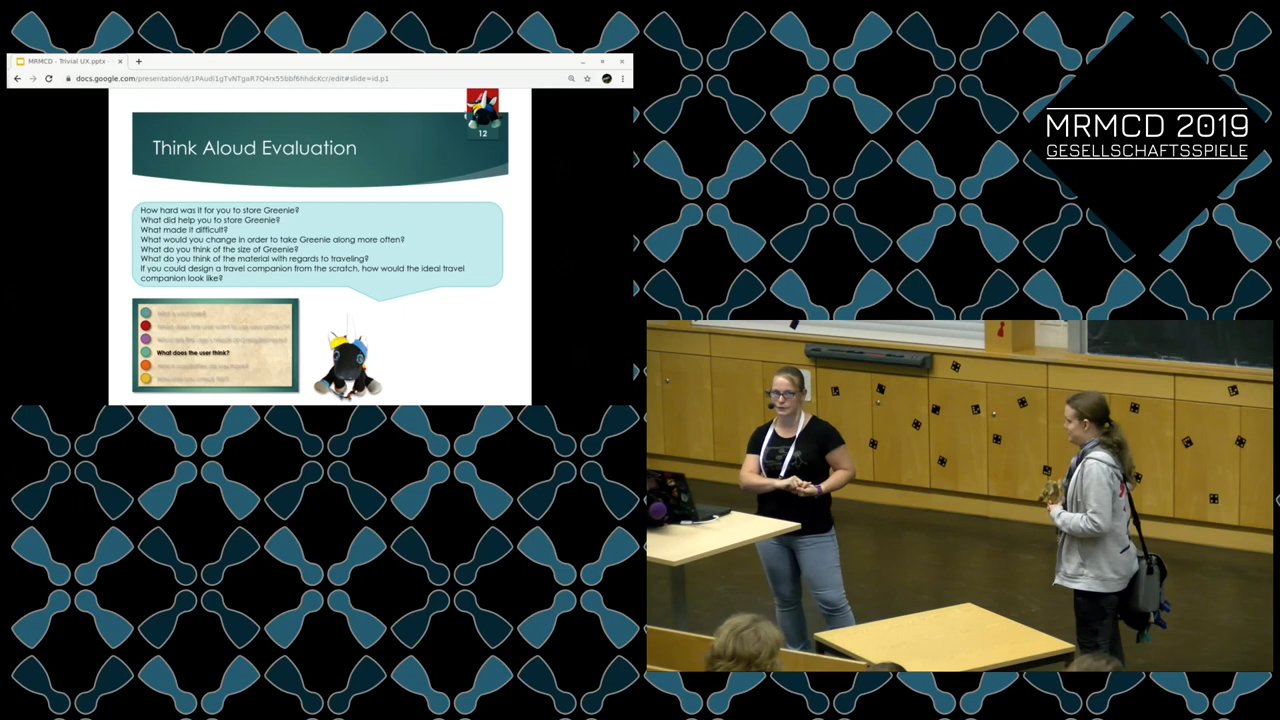 MRMCD - Trivial UX.pptx -
docs.google.com/presentation/d/1PAudi1gTvNTgaR7Q4rx55bbf6hhdcKcr/edit#slide=id.p1
12
Think Aloud Evaluation
How hard was it for you to store Greenie?
What did help you to store Greenie?
What made it difficult?
What would you change in order to take Greenie along more often?
What do you think of the size of Greenie?
What do you think of the material with regards to traveling?
If you could design a travel companion from the scratch, how would the ideal travel
companion look like?
What does the user think?
MRMCD 2019
GESELLSCHAFTSSPIELE